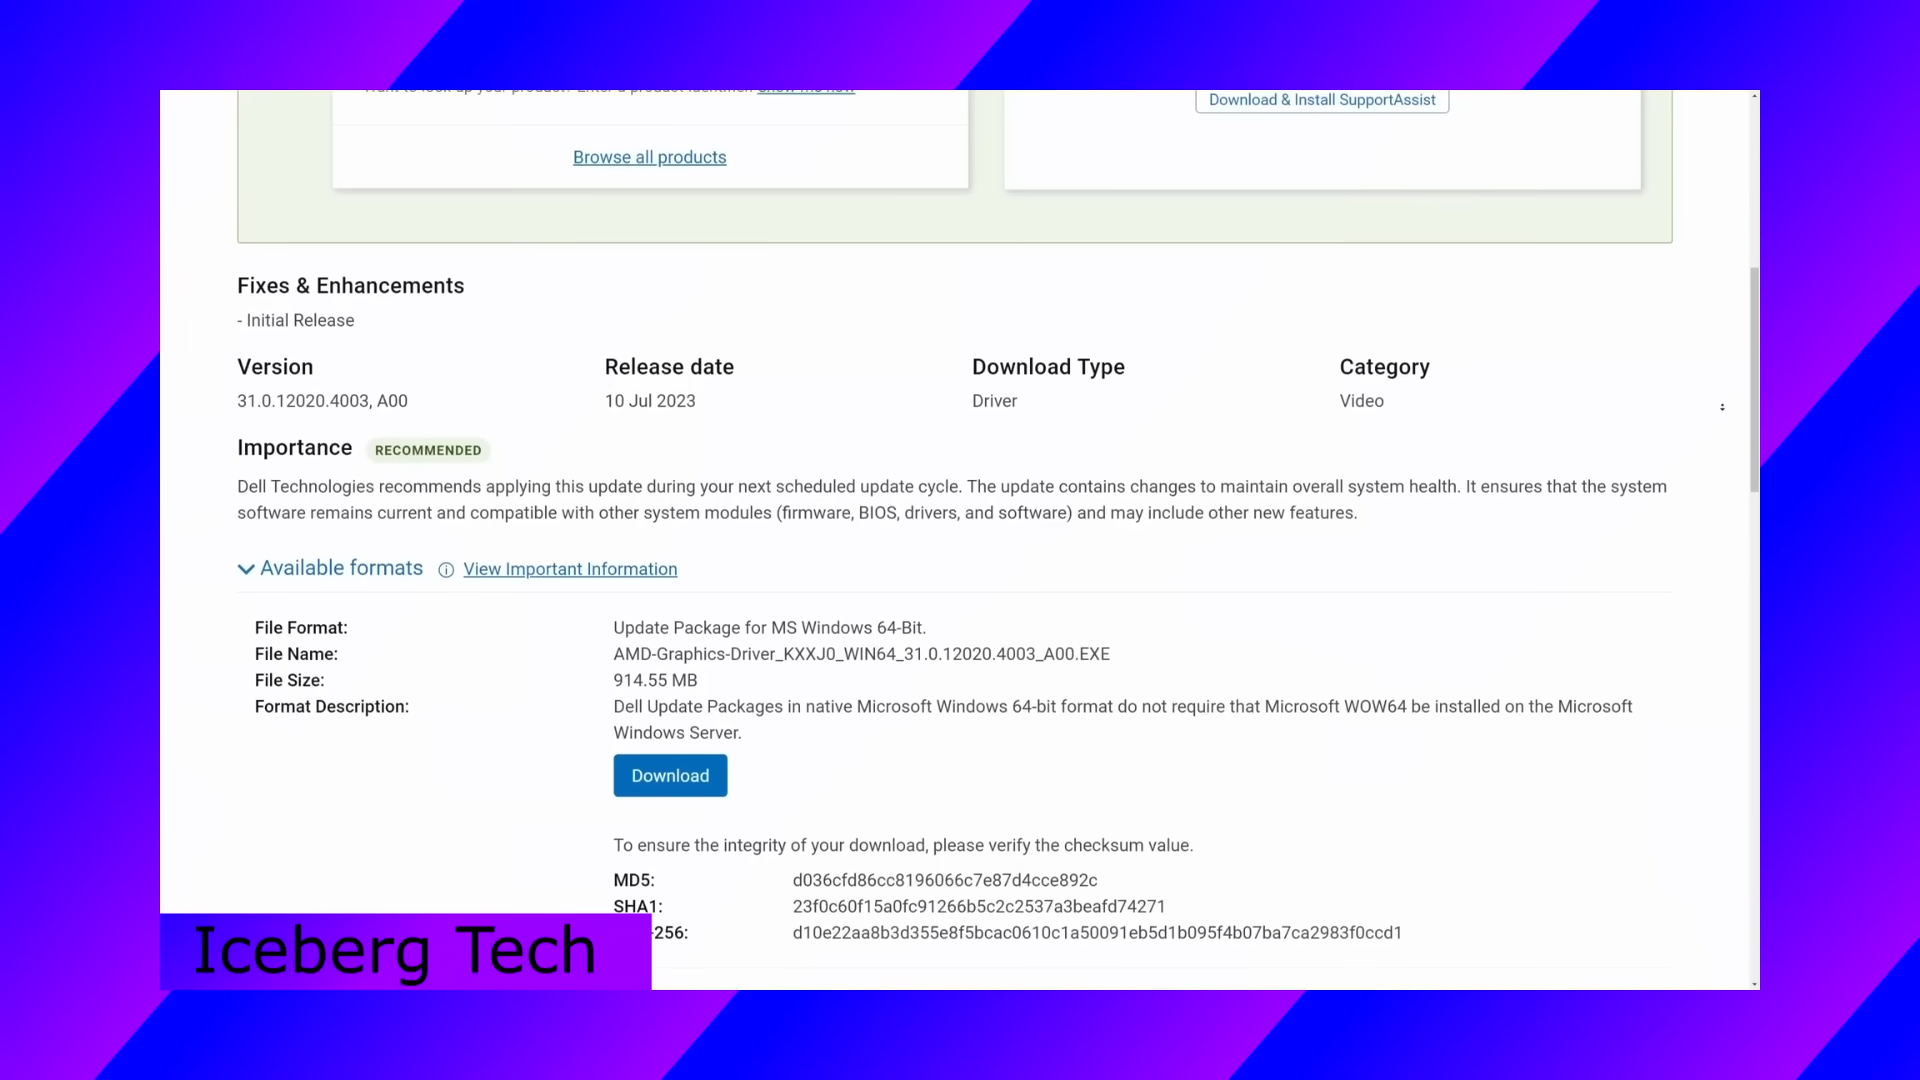 Download & Install SupportAssist
Browse all products
Fixes & Enhancements
- Initial Release
Version Release date Download Type Category
31.0.12020.4003, A00 10 Jul 2023 Driver Video
Importance RECOMMENDED
Dell Technologies recommends applying this update during your next scheduled update cycle. The update contains changes to maintain overall system health. It ensures that the system
software remains current and compatible with other system modules (firmware, BIOS, drivers, and software) and may include other new features.
Available formats View Important Information
File Format: Update Package for MS Windows 64-Bit.
File Name: AMD-Graphics-Driver_KXXJ0_WIN64_31.0.12020.4003_A00.EXE
File Size: 914.55 MB
Format Description: Dell Update Packages in native Microsoft Windows 64-bit format do not require that Microsoft WOW64 be installed on the Microsoft
Windows Server.
Download
To ensure the integrity of your download, please verify the checksum value.
MD5: d036cfd86cc8196066c7e87d4cce892c
SHA1: 23f0c60f15a0fc91266b5c2c2537a3beafd74271
-256: d10e22aa8b3d355e8f5bcac0610c1a50091eb5d1b095f4b07ba7ca2983f0ccd1
Iceberg Tech